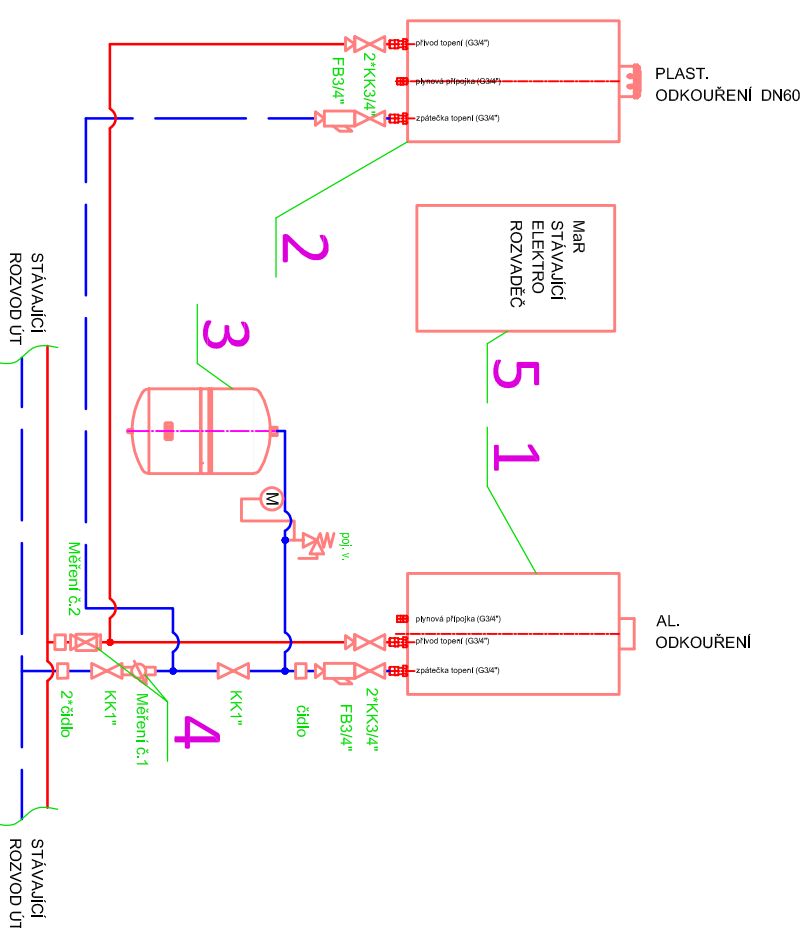 PLAST.
ODKOUŘENÍ DN60
přívod topení (G3/4")
plynová přípojka (G3/4")
zpátečka topení (G3/4")
2*KK3/4"
FB3/4"
2
MaR
STÁVAJÍCÍ
ELEKTRO
ROZVADĚČ
5
1
3
M
poj. v.
STÁVAJÍCÍ
ROZVOD ÚT
AL.
ODKOUŘENÍ
plynová přípojka (G3/4")
přívod topení (G3/4")
zpátečka topení (G3/4")
2*KK3/4"
FB3/4"
čidlo
KK1"
4
Měření č.2
Měření č.1
KK1"
2*čidlo
STÁVAJÍCÍ
ROZVOD ÚT